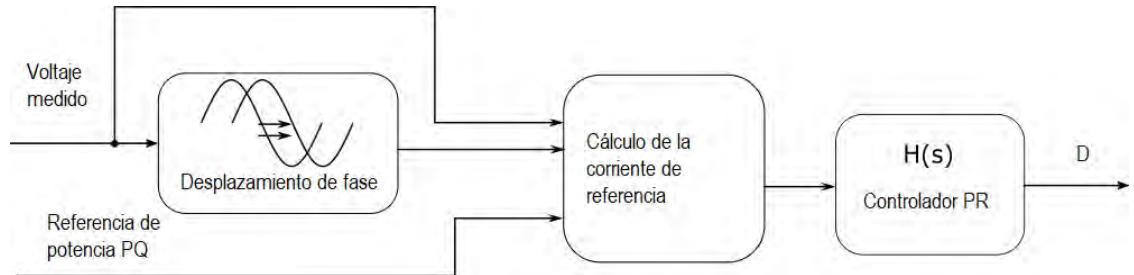 Voltaje
medido
Desplazamiento de fase
Referencia de
potencia PQ
Cálculo de la
corriente de
referencia
H(s)
Controlador PR
D